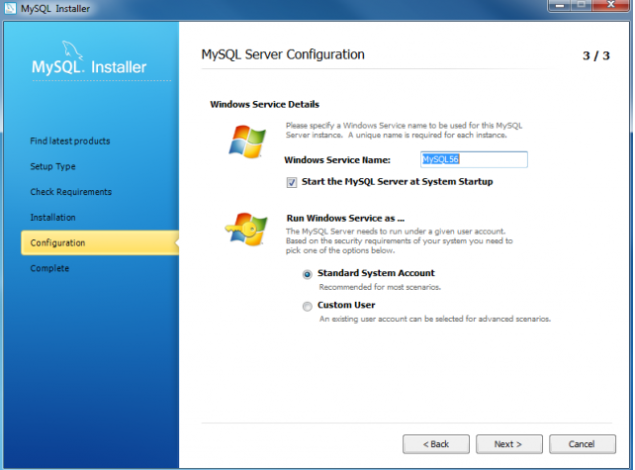 MySQL Installer
MySQL. Installer
MySQL Server Configuration
3 / 3
Find latest products
Setup Type
Check Requirements
Installation
Configuration
Complete
Windows Service Details
Please specify a Windows Service name to be used for this MySQL
Server instance. A unique name is required for each instance.
Windows Service Name:
MySQL56
Start the MySQL Server at System Startup
Run Windows Service as ...
The MySQL Server needs to run under a given user account.
Based on the security requirements of your system you need to
pick one of the options below.
Standard System Account
Recommended for most scenarios.
Custom User
An existing user account can be selected for advanced scenarios.
< Back
Next >
Cancel